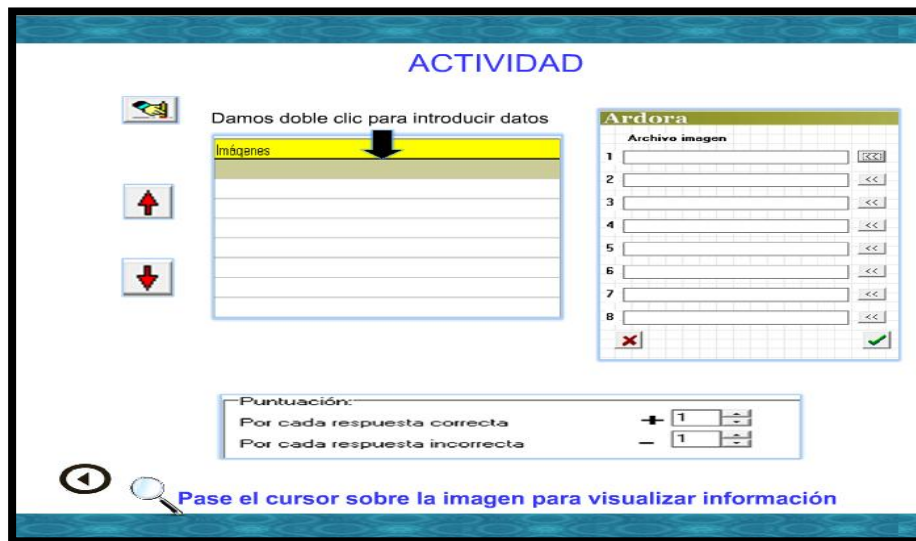 ACTIVIDAD
Damos doble clic para introducir datos
Imágenes
Ardora
Archivo imagen
1 <<
2 <<
3 <<
4 <<
5 <<
6 <<
7 <<
8 <<
Puntuación:
Por cada respuesta correcta + 1
Por cada respuesta incorrecta - 1
Pase el cursor sobre la imagen para visualizar información